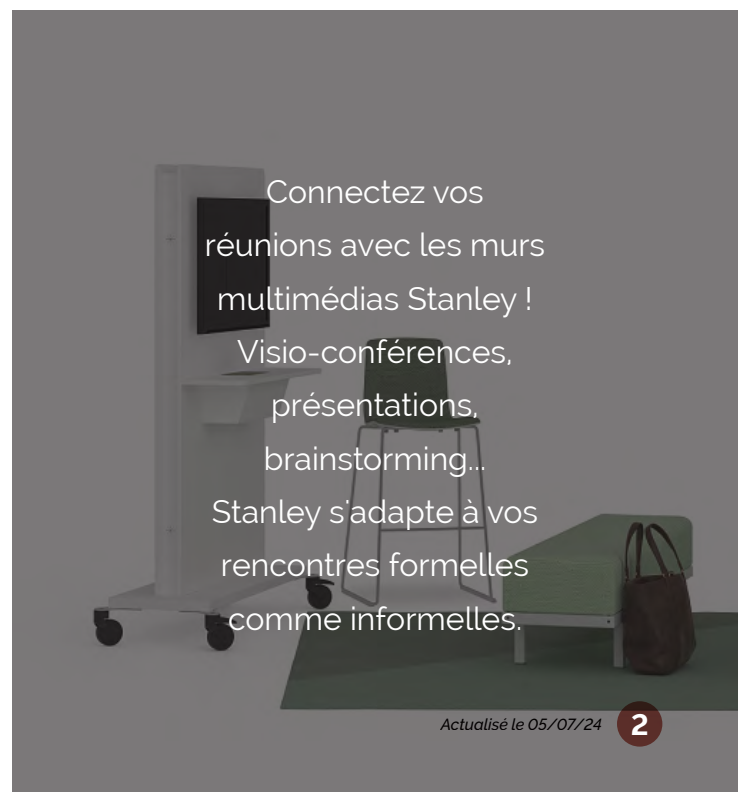 Connectez vos
réunions avec les murs
multimédias Stanley !
Visio-conférences,
présentations,
brainstorming...
Stanley s'adapte à vos
rencontres formelles
comme informelles.
Actualisé le 05/07/24
2